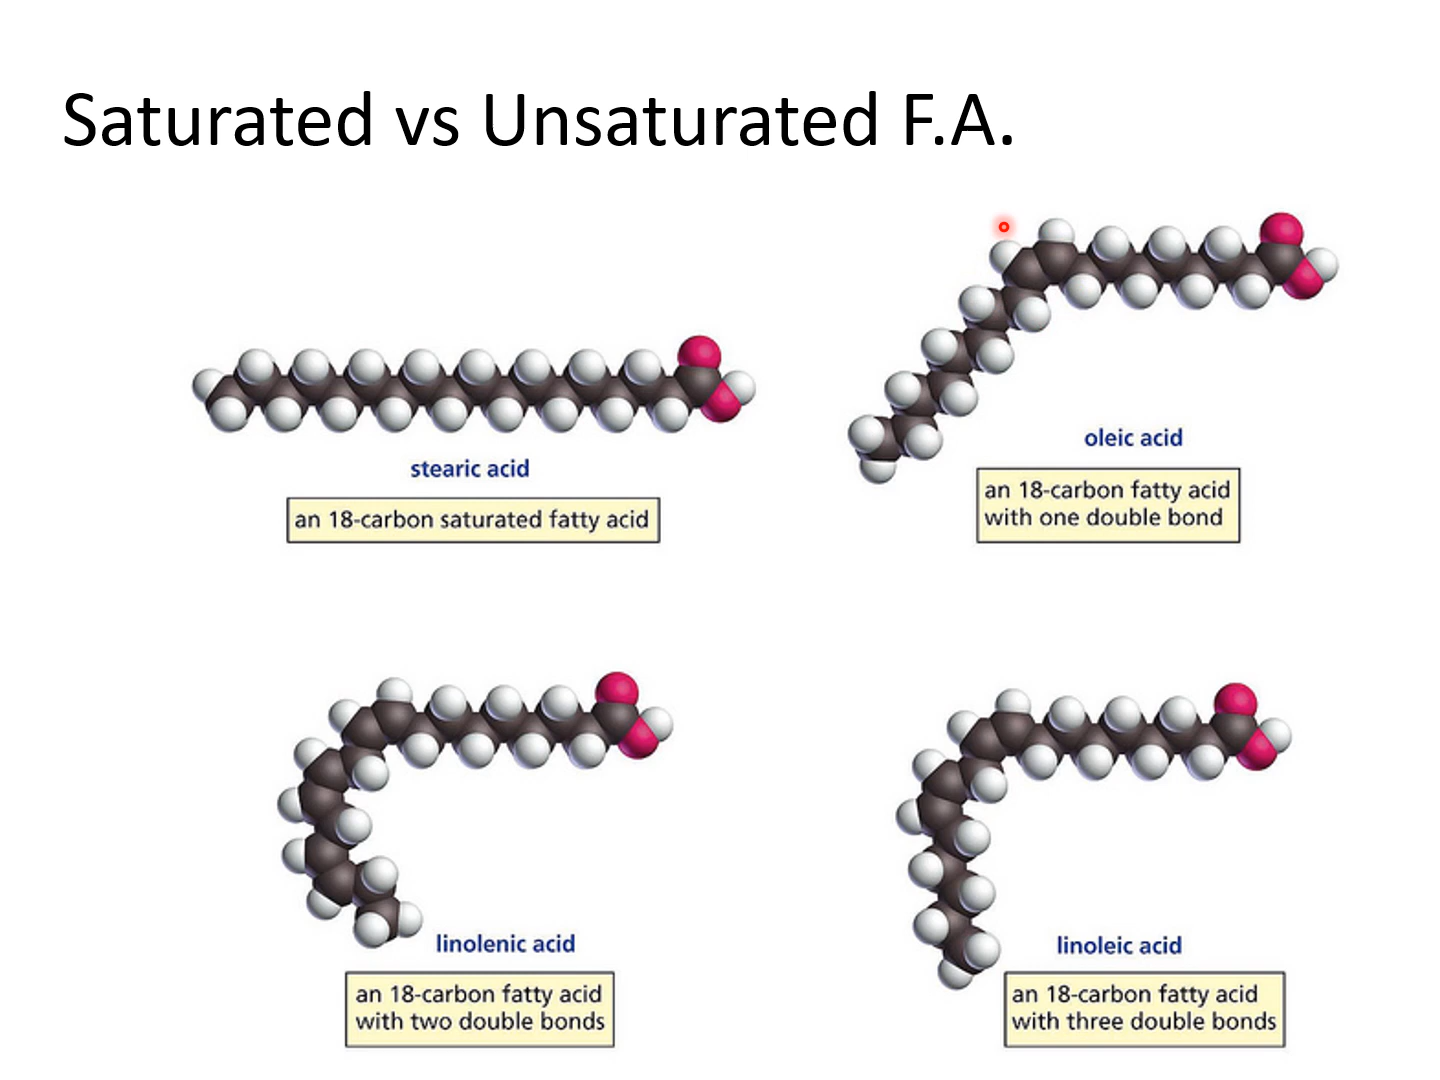 Saturated vs Unsaturated F.A.
stearic acid
an 18-carbon saturated fatty acid
oleic acid
an 18-carbon fatty acid
with one double bond
linolenic acid
an 18-carbon fatty acid
with two double bonds
linoleic acid
an 18-carbon fatty acid
with three double bonds